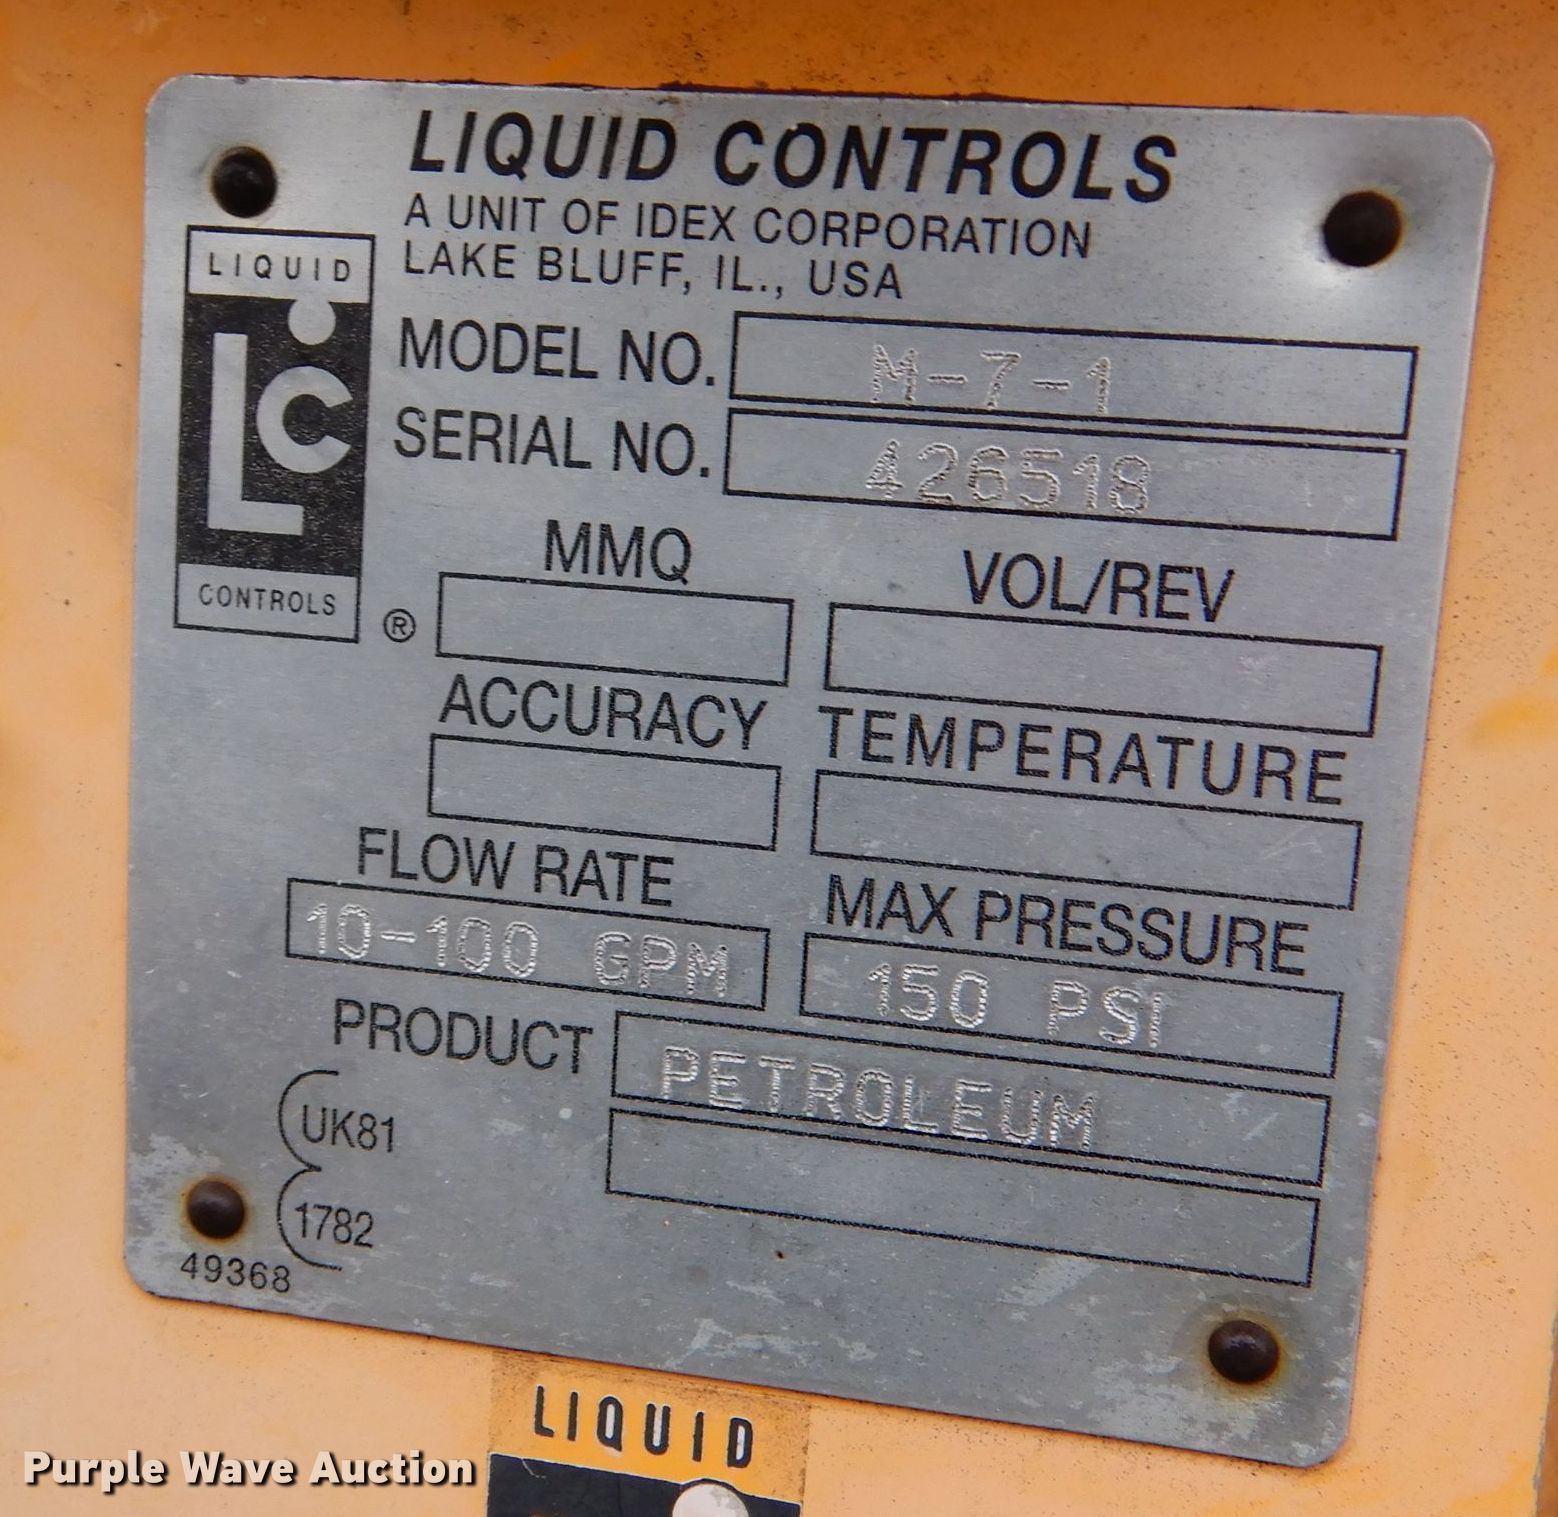 LIQUID CONTROLS
A UNIT OF IDEX CORPORATION
LAKE BLUFF, IL., USA
LIQUID
LC
CONTROLS
®
MODEL NO. M-7-1
SERIAL NO. 426518
MMQ
VOL/REV
ACCURACY
TEMPERATURE
FLOW RATE
10-100 GPM
MAX PRESSURE
150 PSI
PRODUCT PETROLEUM
UK81
1782
49368
LIQUID
Purple Wave Auction